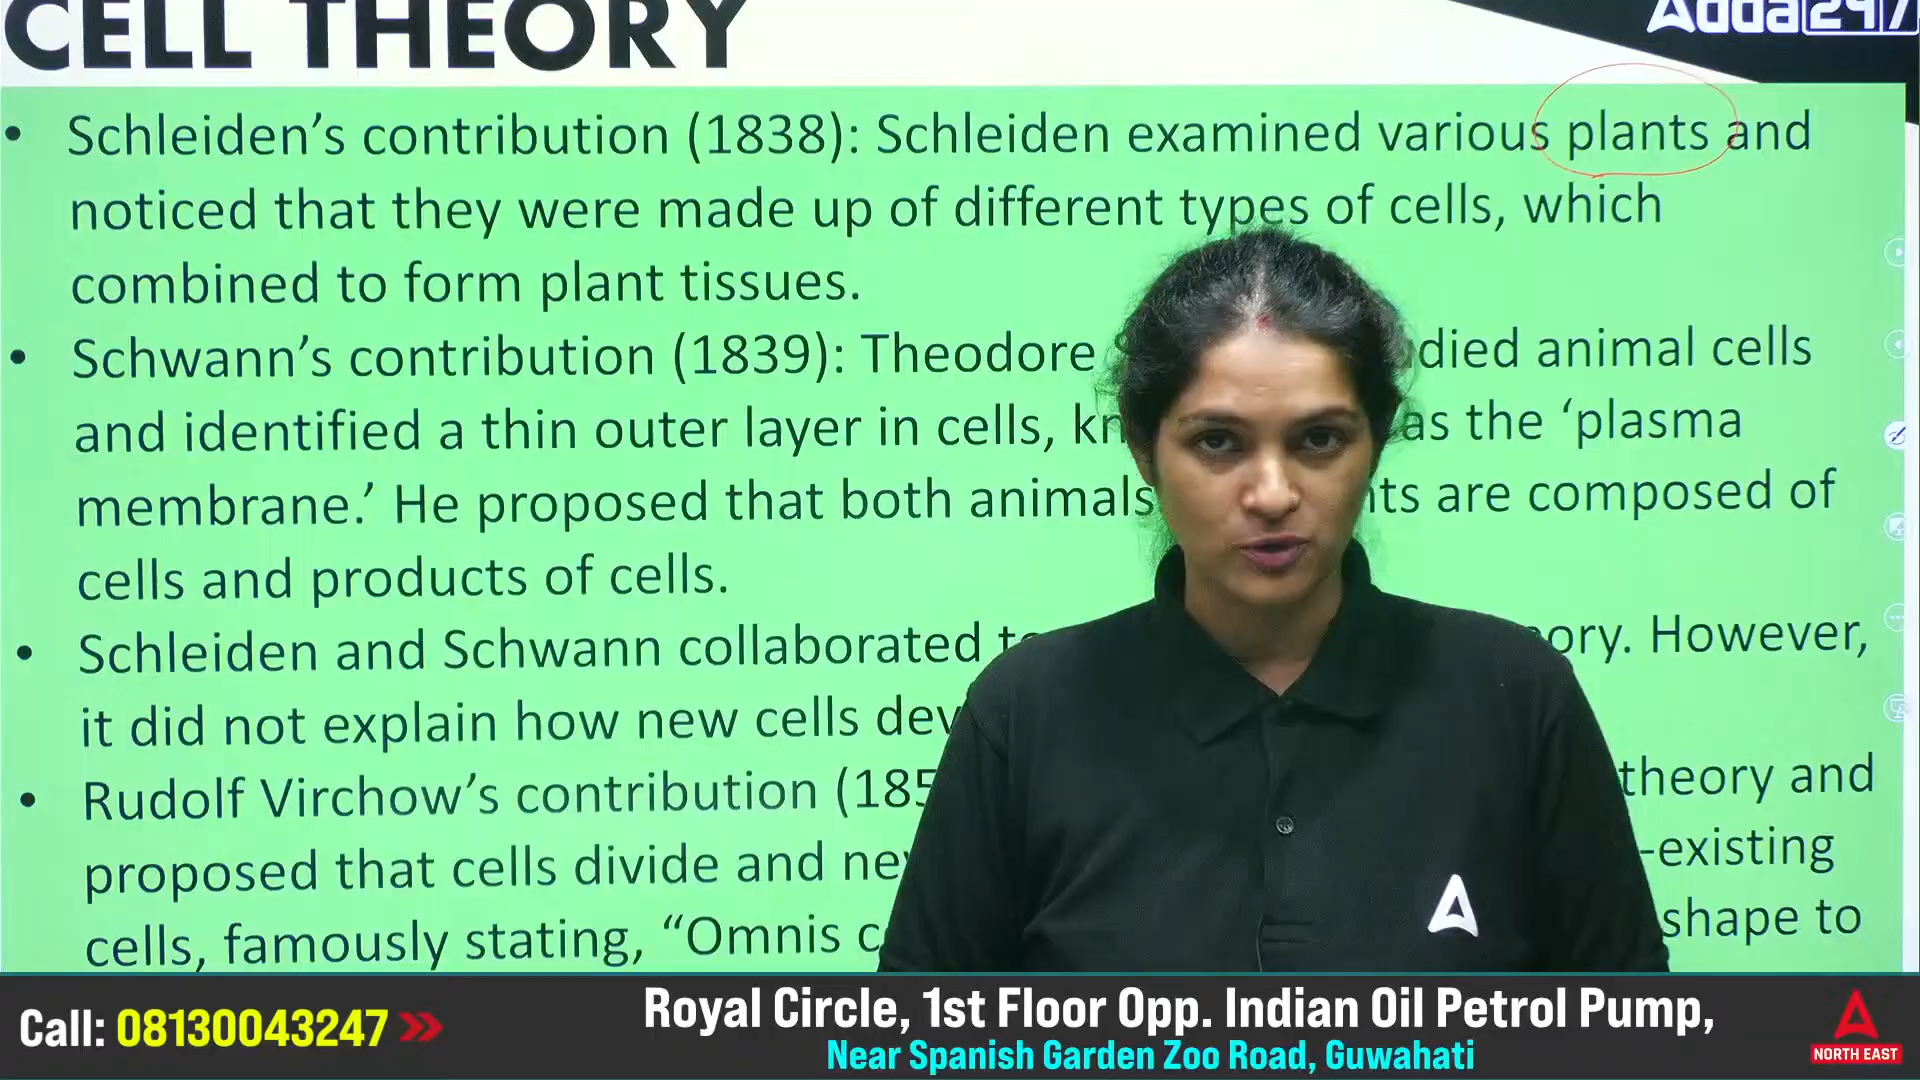 CELL THEORY
Adda247
• Schleiden's contribution (1838): Schleiden examined various plants and
noticed that they were made up of different types of cells, which
combined to form plant tissues.
• Schwann's contribution (1839): Theodore died animal cells
and identified a thin outer layer in cells, as the ‘plasma
membrane.’ He proposed that both animals ts are composed of
cells and products of cells.
• Schleiden and Schwann collaborated ory. However,
it did not explain how new cells dev
• Rudolf Virchow's contribution (185 theory and
proposed that cells divide and ne -existing
cells, famously stating, “Omnis c shape to
Call: 08130043247 »
Royal Circle, 1st Floor Opp. Indian Oil Petrol Pump,
Near Spanish Garden Zoo Road, Guwahati
NORTH EAST